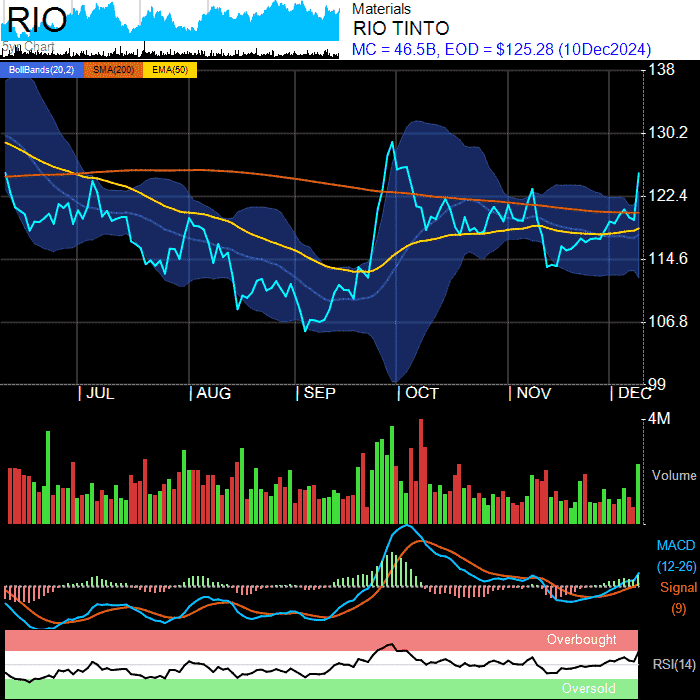 RIO
5yr Chart
Materials
RIO TINTO
MC = 46.5B, EOD = $125.28 (10Dec2024)
BollBands(20,2) SMA(200) EMA(50)
138
130.2
122.4
114.6
106.8
99
JUL AUG SEP OCT NOV DEC
4M
Volume
MACD
(12-26)
Signal
(9)
Overbought
RSI(14)
Oversold